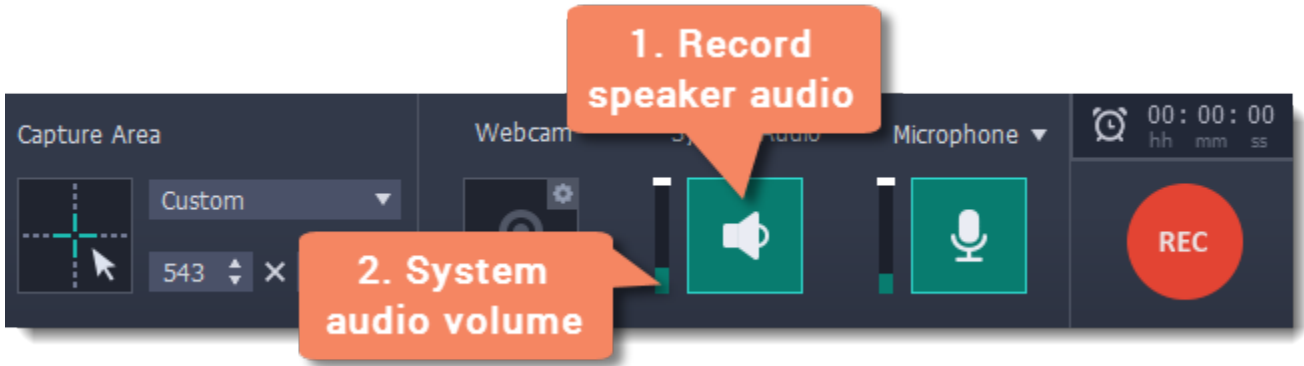 1. Record
speaker audio
Capture Area
Webcam
Audio
Microphone
00 : 00 : 00
hh mm ss
Custom
543
2. System
audio volume
REC